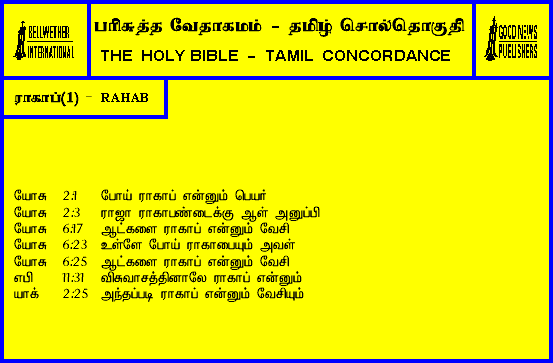 BELLWETHER
INTERNATIONAL
பரிசுத்த வேதாகமம் - தமிழ் சொல்தொகுதி
THE HOLY BIBLE - TAMIL CONCORDANCE
GOOD NEWS
PUBLISHERS
ராகாப்(1) - RAHAB
யோசு 2:1 போய் ராகாப் என்னும் பெயர்
யோசு 2:3 ராஜா ராகாபண்டைக்கு ஆள் அனுப்பி
யோசு 6:17 ஆட்களை ராகாப் என்னும் வேசி
யோசு 6:23 உள்ளே போய் ராகாபையும் அவள்
யோசு 6:25 ஆட்களை ராகாப் என்னும் வேசி
எபி 11:31 விசுவாசத்தினாலே ராகாப் என்னும்
யாக் 2:25 அந்தப்படி ராகாப் என்னும் வேசியும்